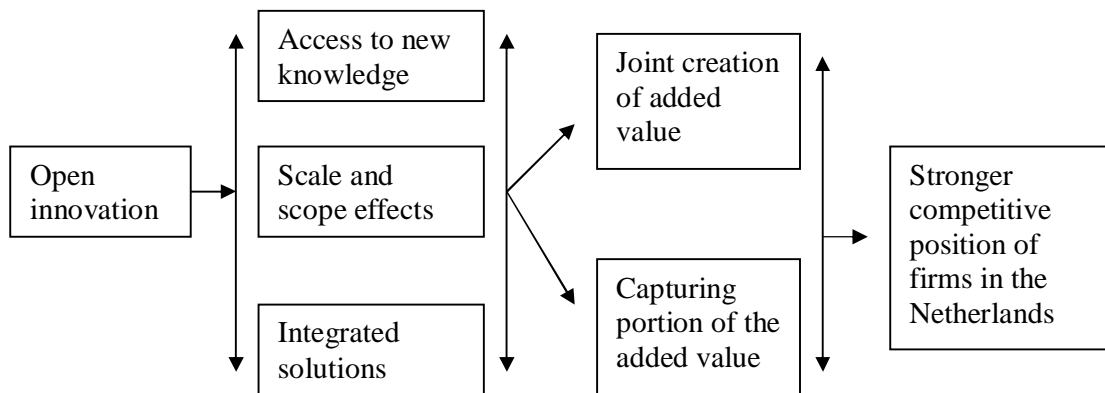 Open
innovation
Access to new
knowledge
Scale and
scope effects
Integrated
solutions
Joint creation
of added
value
Capturing
portion of the
added value
Stronger
competitive
position of
firms in the
Netherlands